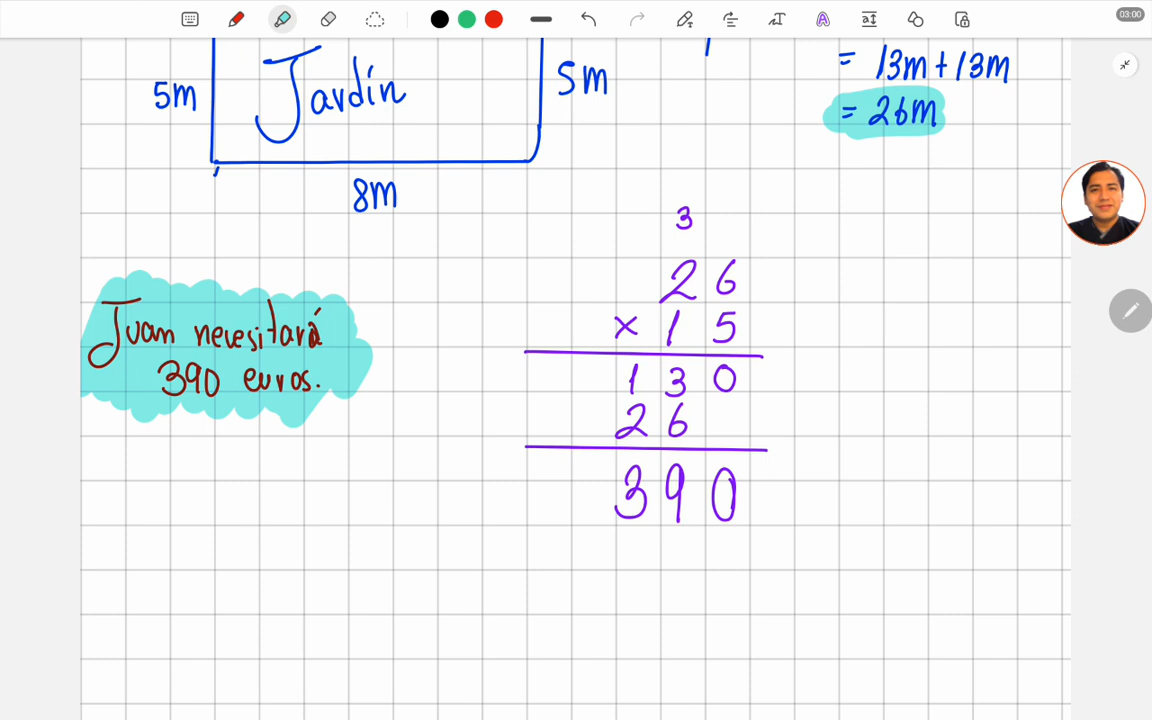 03:00
= 13m + 13m
= 26m
5m
Jardín
5m
8m
3
26
× 15
130
26
390
Juan necesitará
390 euros.